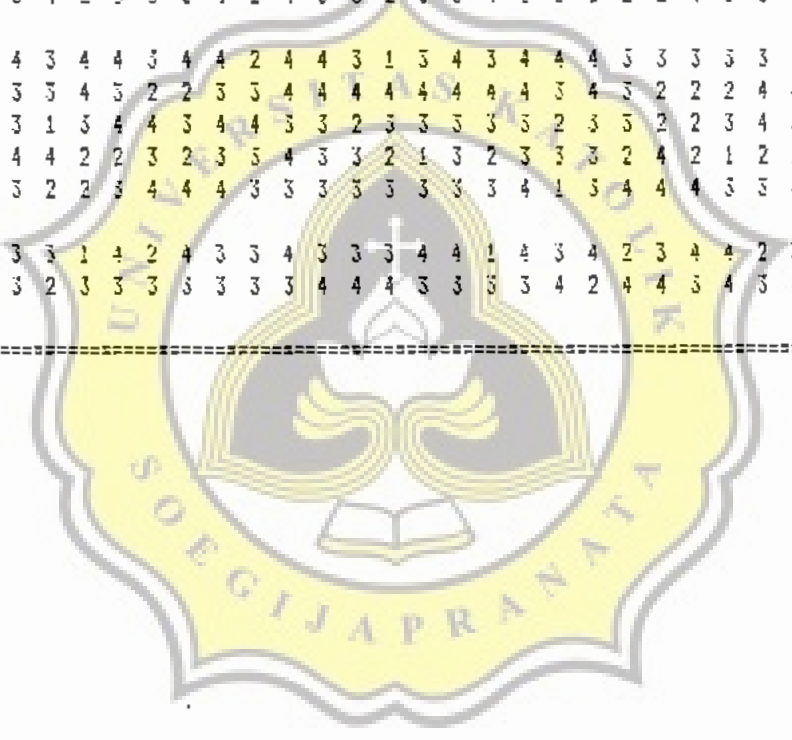 4 3 4 4 3 4 4 2 4 4 3 1 3 4 3 4 4 4 3 3 3 3 3
3 3 4 3 2 2 3 3 4 4 4 4 4 4 4 4 3 4 3 2 2 2 4
3 1 3 4 4 3 4 4 3 3 2 3 3 3 3 3 2 3 3 2 2 3 4
4 4 2 2 3 2 3 3 4 3 3 2 1 3 2 3 3 3 2 4 2 1 2
3 2 2 3 4 4 4 3 3 3 3 3 3 3 3 4 1 3 4 4 4 3 3
3 3 1 4 2 4 3 3 4 3 3 3 4 4 1 4 3 4 2 3 4 4 2
3 2 3 3 3 3 3 3 3 4 4 4 3 3 3 3 4 2 4 4 3 4 3
UNIVERSITAS KATOLIK
SOEGIJAPRANATA